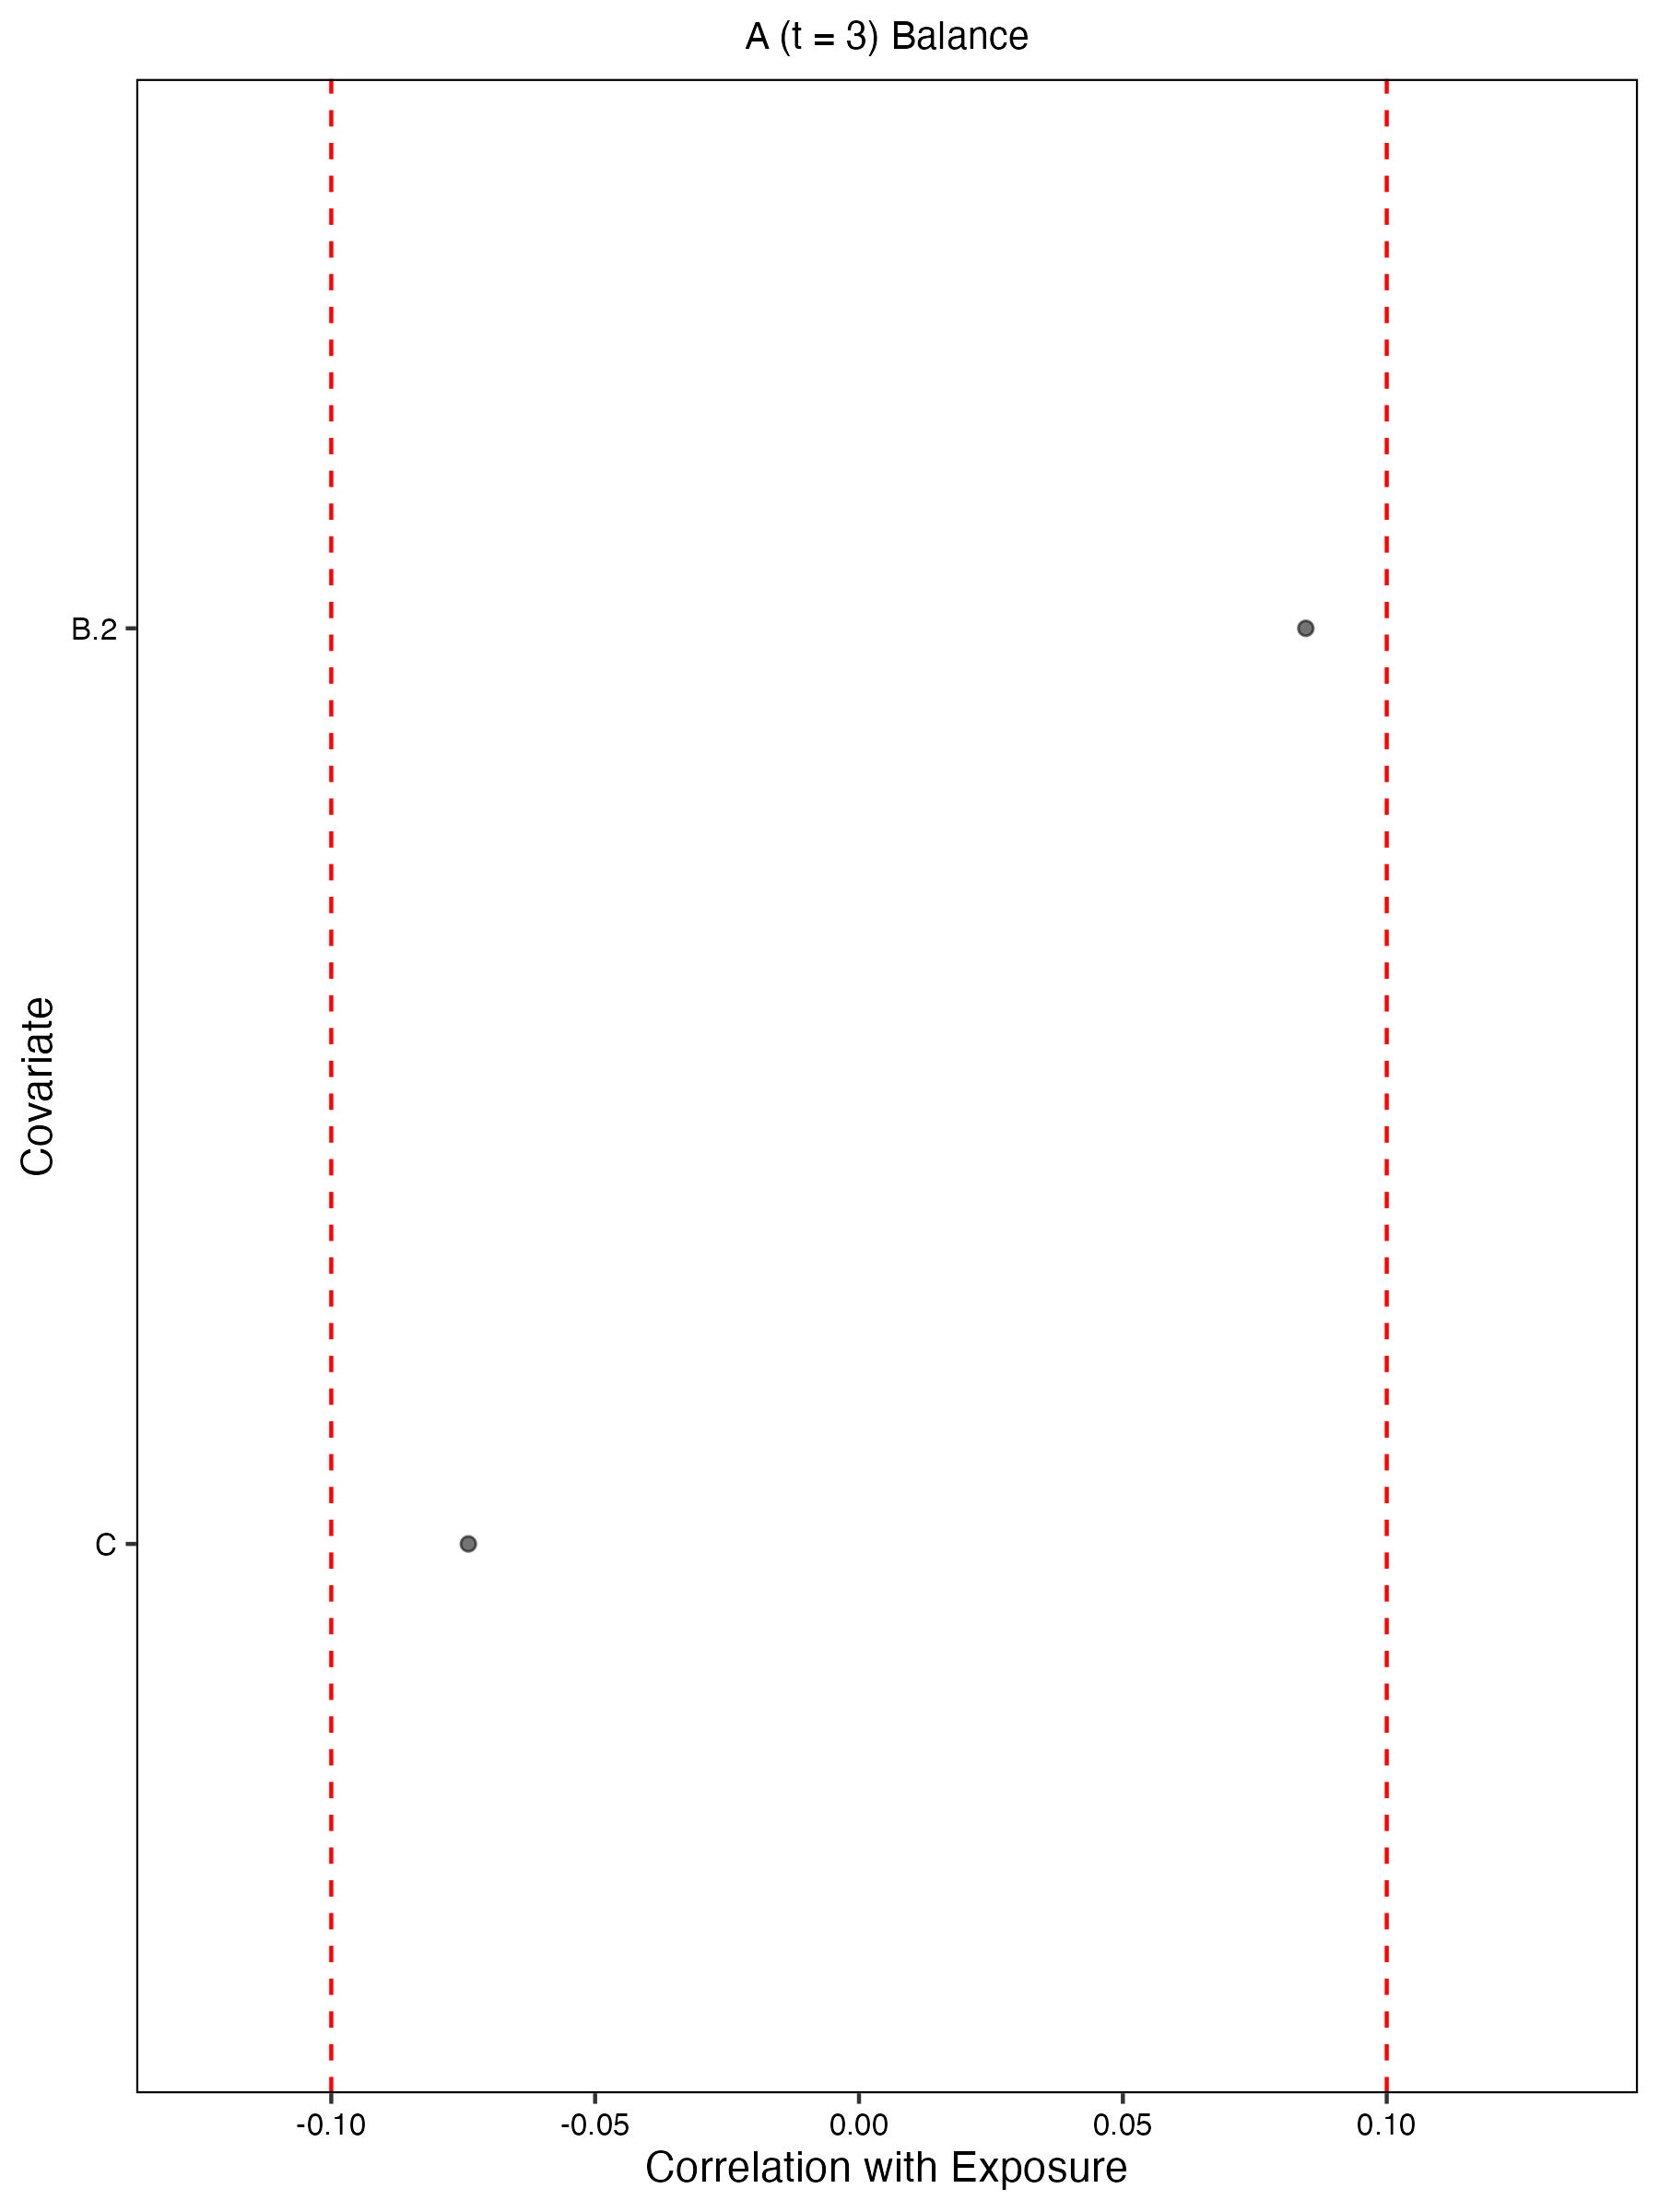 A (t = 3) Balance
Covariate
B.2
C
-0.10
-0.05
0.00
0.05
0.10
Correlation with Exposure